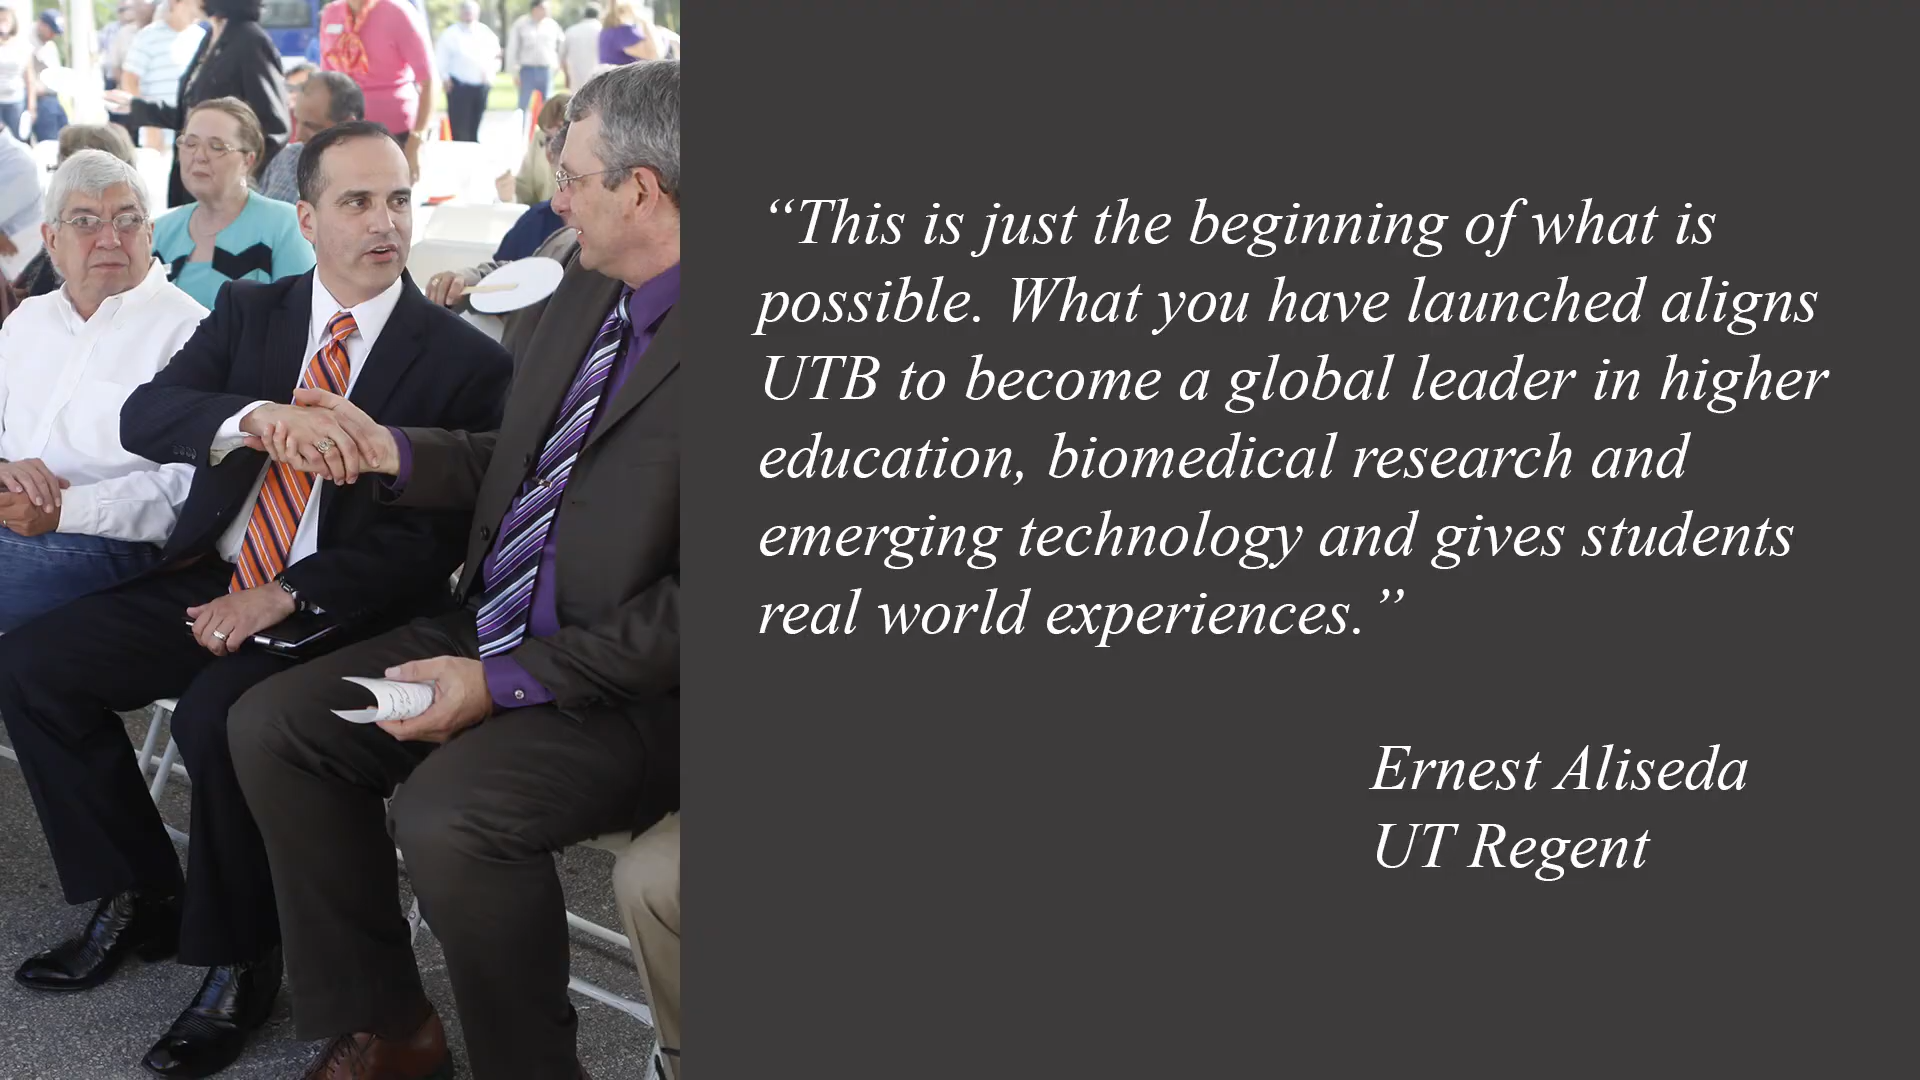 “This is just the beginning of what is
possible. What you have launched aligns
UTB to become a global leader in higher
education, biomedical research and
emerging technology and gives students
real world experiences.”
Ernest Aliseda
UT Regent